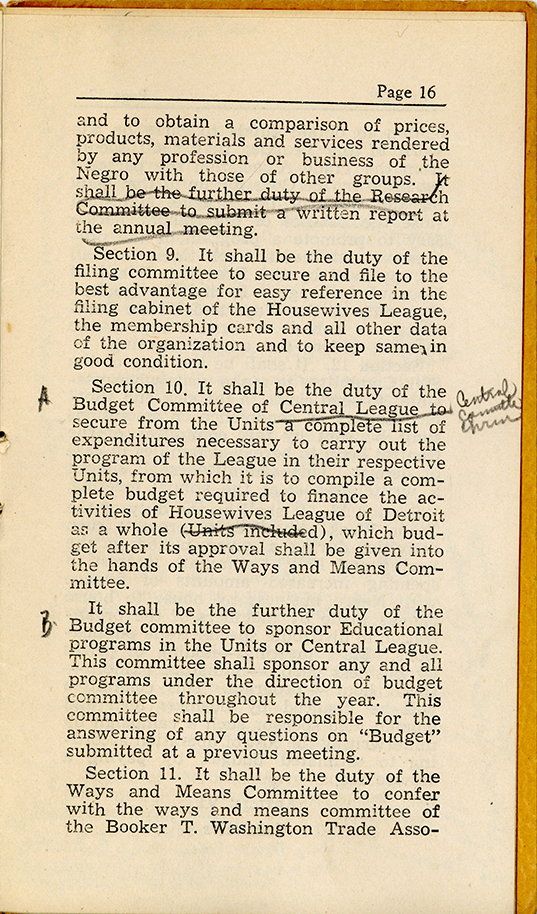 Page 16
and to obtain a comparison of prices,
products, materials and services rendered
by any profession or business of the
Negro with those of other groups. It
shall be the further duty of the Research
Committee to submit a written report at
the annual meeting.
Section 9. It shall be the duty of the
filing committee to secure and file to the
best advantage for easy reference in the
filing cabinet of the Housewives League,
the membership cards and all other data
of the organization and to keep same in
good condition.
A
Section 10. It shall be the duty of the
Budget Committee of Central League to
Central
Committee
secure from the Units a complete list of
expenditures necessary to carry out the
program of the League in their respective
Units, from which it is to compile a com-
plete budget required to finance the ac-
tivities of Housewives League of Detroit
as a whole (Units included), which bud-
get after its approval shall be given into
the hands of the Ways and Means Com-
mittee.
B
It shall be the further duty of the
Budget committee to sponsor Educational
programs in the Units or Central League.
This committee shall sponsor any and all
programs under the direction of budget
committee throughout the year. This
committee shall be responsible for the
answering of any questions on “Budget”
submitted at a previous meeting.
Section 11. It shall be the duty of the
Ways and Means Committee to confer
with the ways and means committee of
the Booker T. Washington Trade Asso-